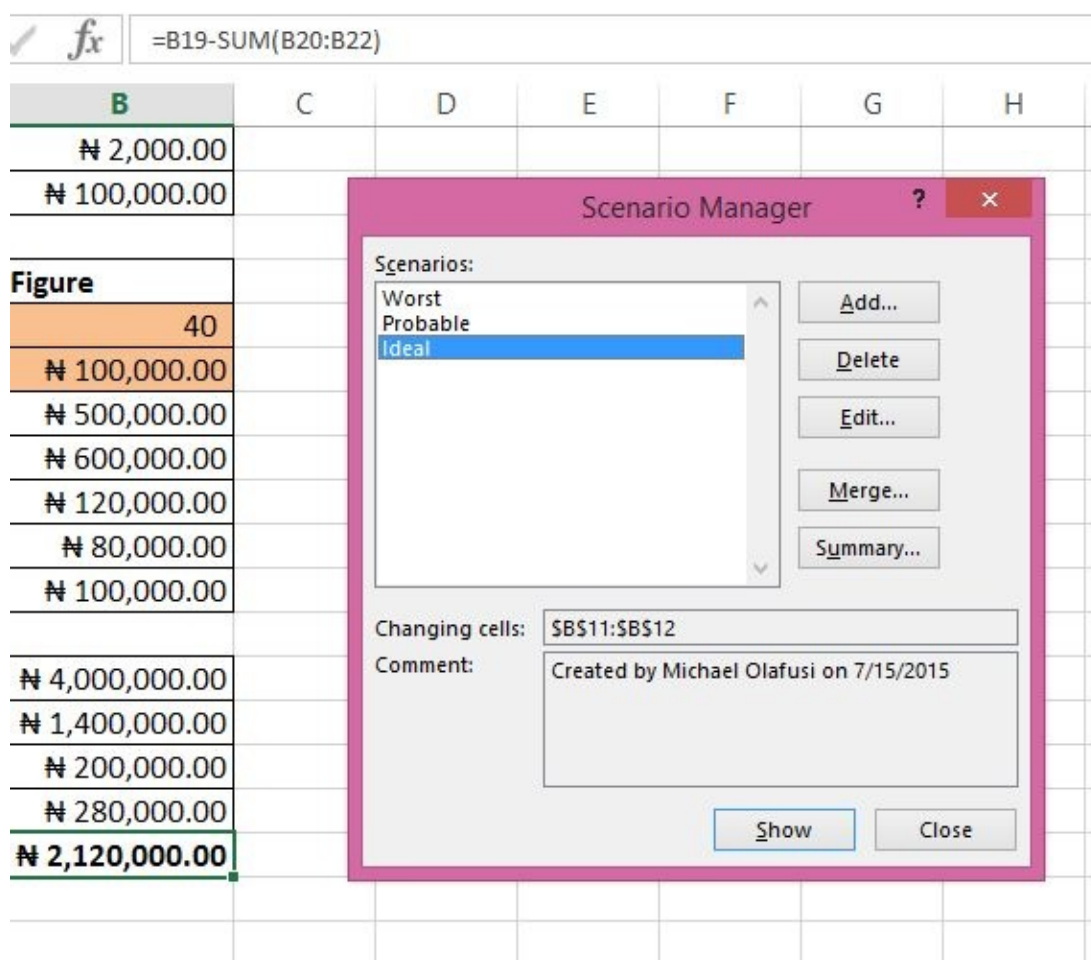 fx =B19-SUM(B20:B22)
B C D E F G H
₦ 2,000.00
₦ 100,000.00
Figure
40
₦ 100,000.00
₦ 500,000.00
₦ 600,000.00
₦ 120,000.00
₦ 80,000.00
₦ 100,000.00
₦ 4,000,000.00
₦ 1,400,000.00
₦ 200,000.00
₦ 280,000.00
₦ 2,120,000.00
Scenario Manager ? ×
Scenarios:
Worst
Probable
Ideal
Add...
Delete
Edit...
Merge...
Summary...
Changing cells: $B$11:$B$12
Comment: Created by Michael Olafusi on 7/15/2015
Show Close